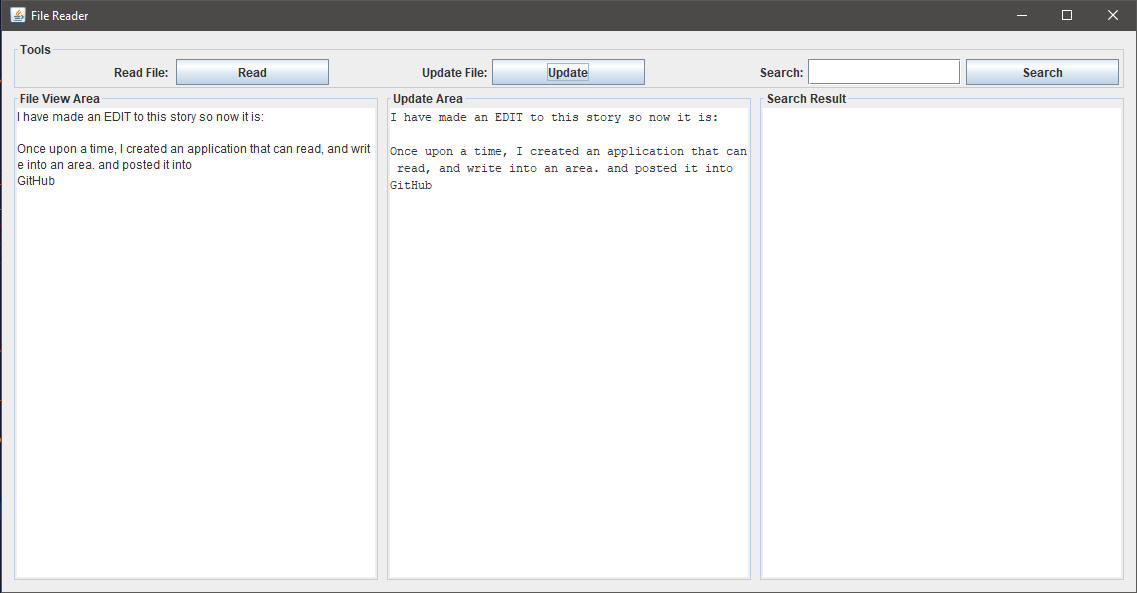 File Reader
Tools
Read File: Read Update File: Update Search: Search
File View Area
I have made an EDIT to this story so now it is:
Once upon a time, I created an application that can read, and writ
e into an area. and posted it into
GitHub
Update Area
I have made an EDIT to this story so now it is:
Once upon a time, I created an application that can
read, and write into an area. and posted it into
GitHub
Search Result